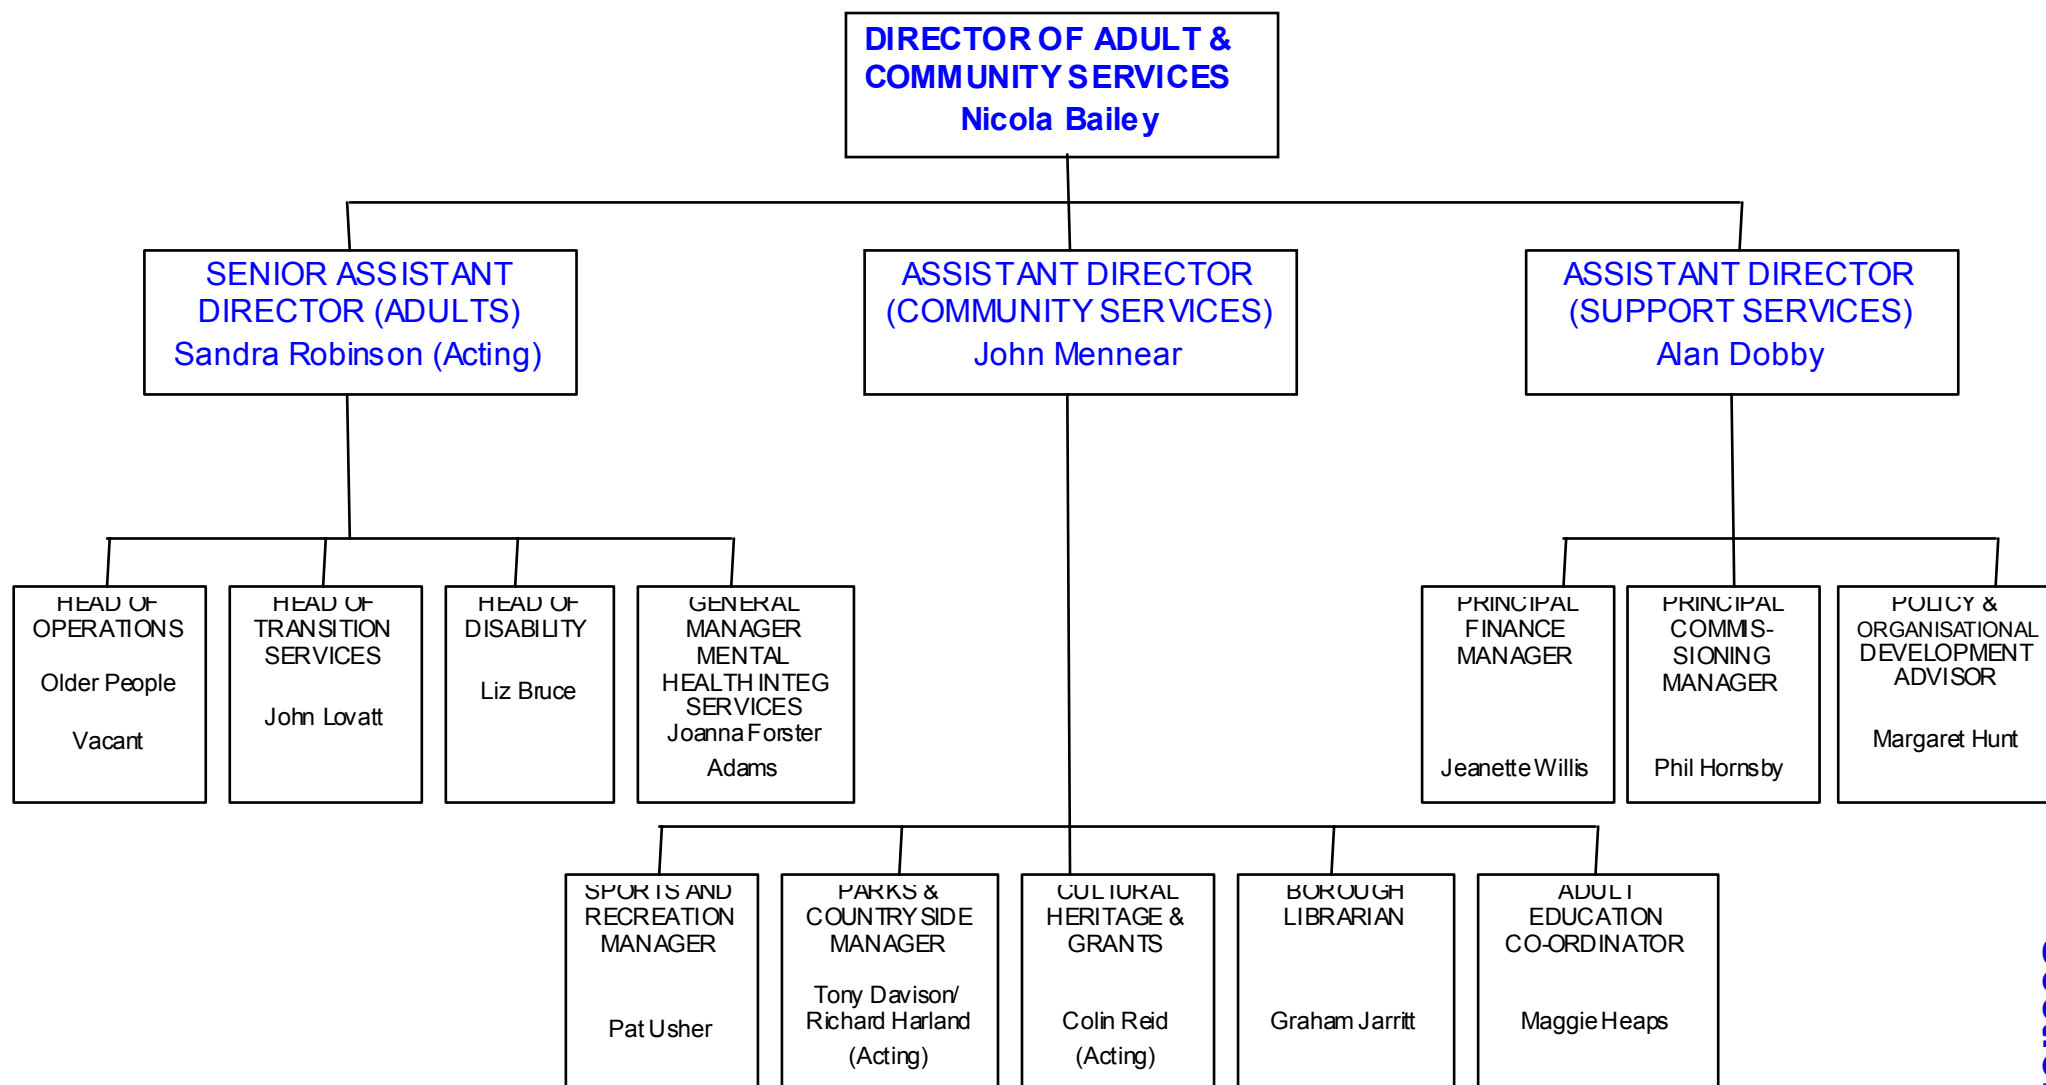 DIRECTOR OF ADULT &
COMMUNITY SERVICES
Nicola Bailey
SENIOR ASSISTANT
DIRECTOR (ADULTS)
Sandra Robinson (Acting)
ASSISTANT DIRECTOR
(COMMUNITY SERVICES)
John Mennear
ASSISTANT DIRECTOR
(SUPPORT SERVICES)
Alan Dobby
HEAD OF
OPERATIONS
Older People
Vacant
HEAD OF
TRANSITION
SERVICES
John Lovatt
HEAD OF
DISABILITY
Liz Bruce
GENERAL
MANAGER
MENTAL
HEALTH INTEG
SERVICES
Joanna Forster
Adams
PRINCIPAL
FINANCE
MANAGER
Jeanette Willis
PRINCIPAL
COMMIS-
SIONING
MANAGER
Phil Hornsby
POLICY &
ORGANISATIONAL
DEVELOPMENT
ADVISOR
Margaret Hunt
SPORTS AND
RECREATION
MANAGER
Pat Usher
PARKS &
COUNTRYSIDE
MANAGER
Tony Davison/
Richard Harland
(Acting)
CULTURAL
HERITAGE &
GRANTS
Colin Reid
(Acting)
BOROUGH
LIBRARIAN
Graham Jarritt
ADULT
EDUCATION
CO-ORDINATOR
Maggie Heaps